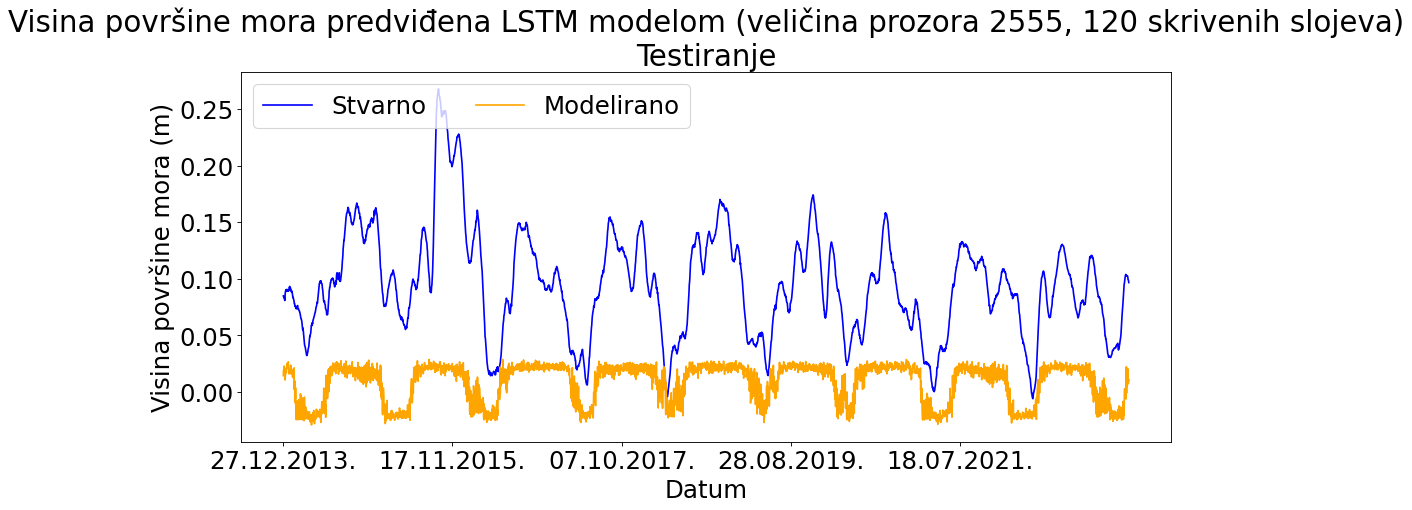 Visina površine mora predviđena LSTM modelom (veličina prozora 2555, 120 skrivenih slojeva)
Testiranje
Stvarno
Modelirano
Visina površine mora (m)
0.25
0.20
0.15
0.10
0.05
0.00
27.12.2013. 17.11.2015. 07.10.2017. 28.08.2019. 18.07.2021.
Datum